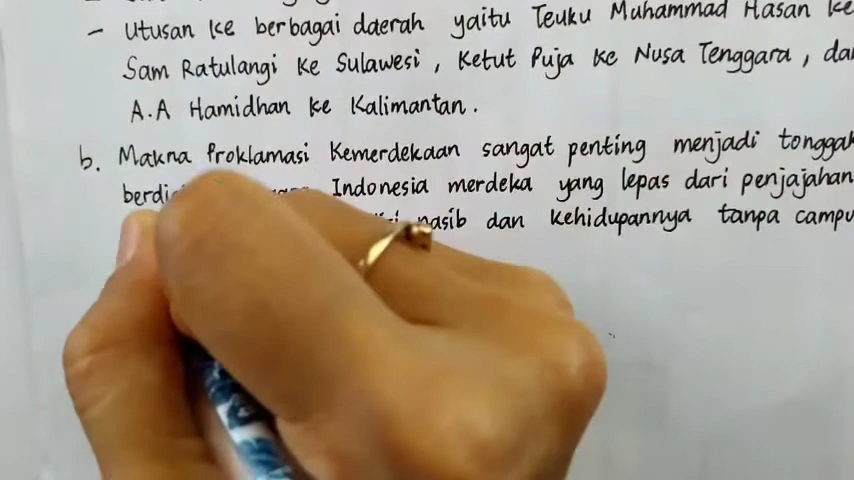 - Utusan ke berbagai daerah yaitu Teuku Muhammad Hasan ke
Sam Ratulangi ke Sulawesi, Ketut Puja ke Nusa Tenggara,
A.A Hamidhan ke Kalimantan.
b. Makna Proklamasi Kemerdekaan sangat penting menjadi tonggak
Indonesia merdeka yang lepas dari penjajahan
nasib dan kehidupannya tanpa